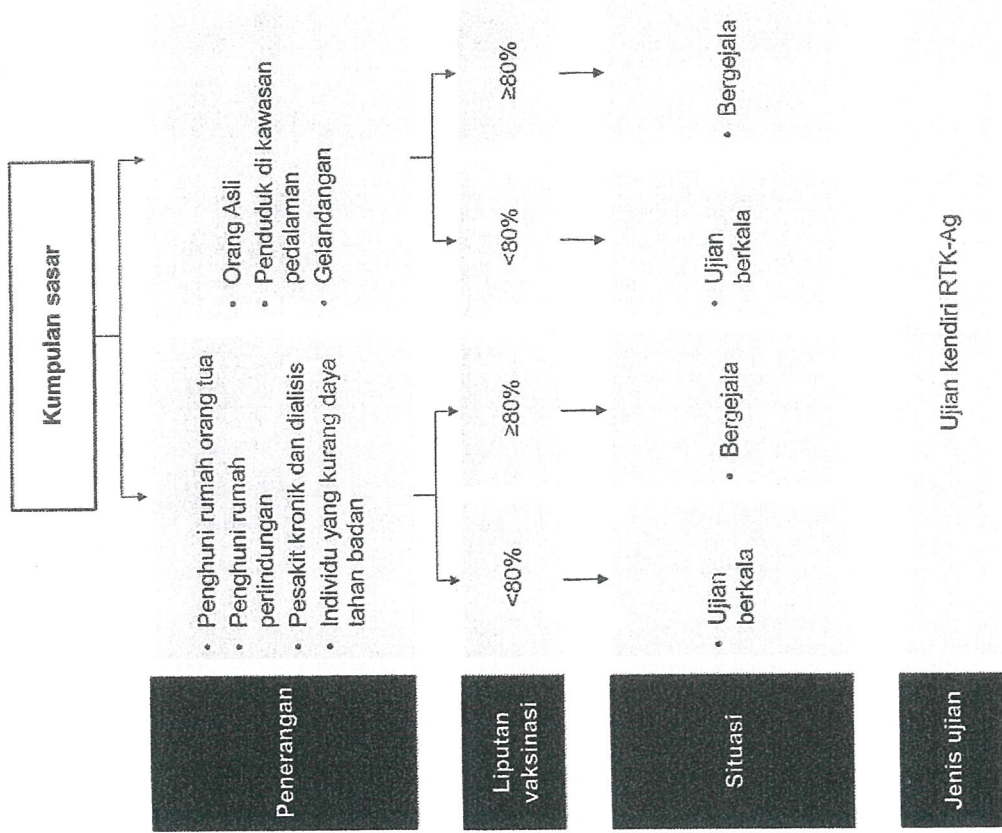 Kumpulan sasar
Penerangan
• Penghuni rumah orang tua
• Penghuni rumah
perlindungan
• Pesakit kronik dan dialisis
• Individu yang kurang daya
tahan badan
• Orang Asli
• Penduduk di kawasan
pedalaman
• Gelandangan
Liputan
vaksinasi
<80%
≥80%
<80%
≥80%
Situasi
• Ujian
berkala
• Bergejala
• Ujian
berkala
• Bergejala
Jenis ujian
Ujian kendiri RTK-Ag